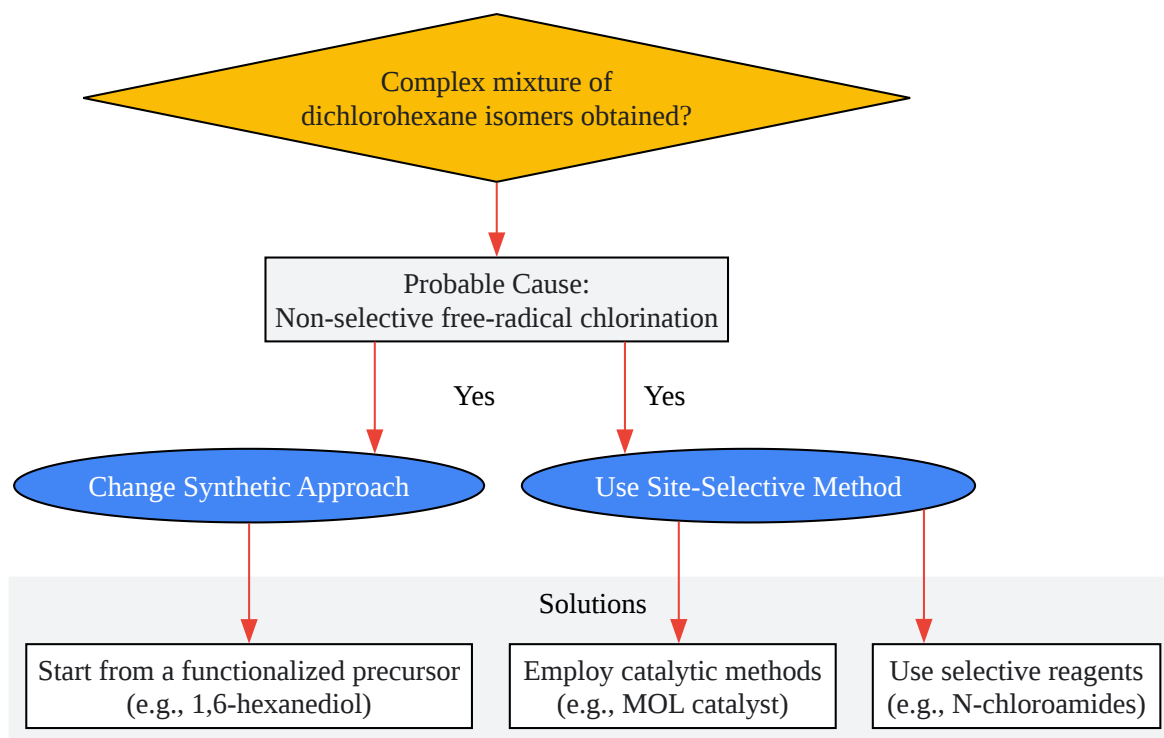 Complex mixture of
dichlorohexane isomers obtained?
Probable Cause:
Non-selective free-radical chlorination
Yes
Yes
Change Synthetic Approach
Use Site-Selective Method
Solutions
Start from a functionalized precursor
(e.g., 1,6-hexanediol)
Employ catalytic methods
(e.g., MOL catalyst)
Use selective reagents
(e.g., N-chloroamides)